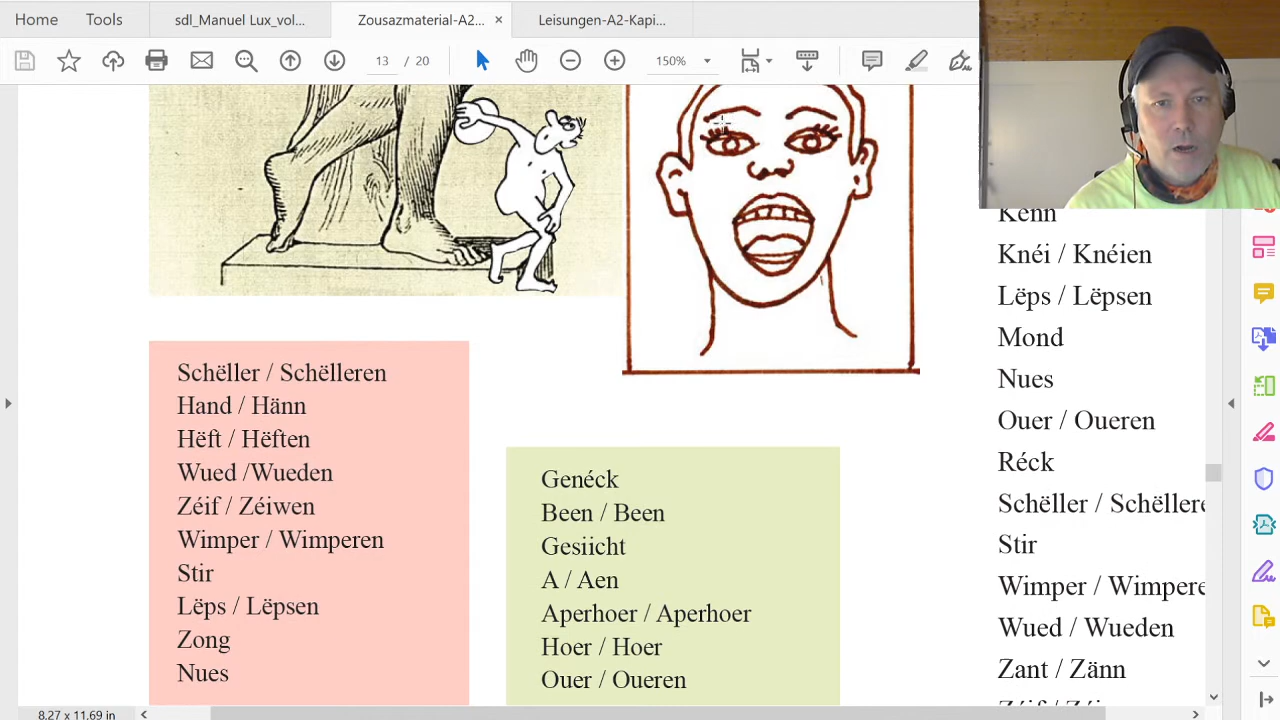 Home Tools sdl_Manuel Lux_vol... Zousazmaterial-A2... × Leisungen-A2-Kapi...
13 / 20 150%
Schëller / Schëlleren
Hand / Hänn
Hëft / Hëften
Wued /Wueden
Zéif / Zéiwen
Wimper / Wimperen
Stir
Lëps / Lëpsen
Zong
Nues
Genéck
Been / Been
Gesiicht
A / Aen
Aperhoer / Aperhoer
Hoer / Hoer
Ouer / Oueren
Kënn
Knéi / Knéien
Lëps / Lëpsen
Mond
Nues
Ouer / Oueren
Réck
Schëller / Schëllere
Stir
Wimper / Wimpere
Wued / Wueden
Zant / Zänn
8.27 x 11.69 in